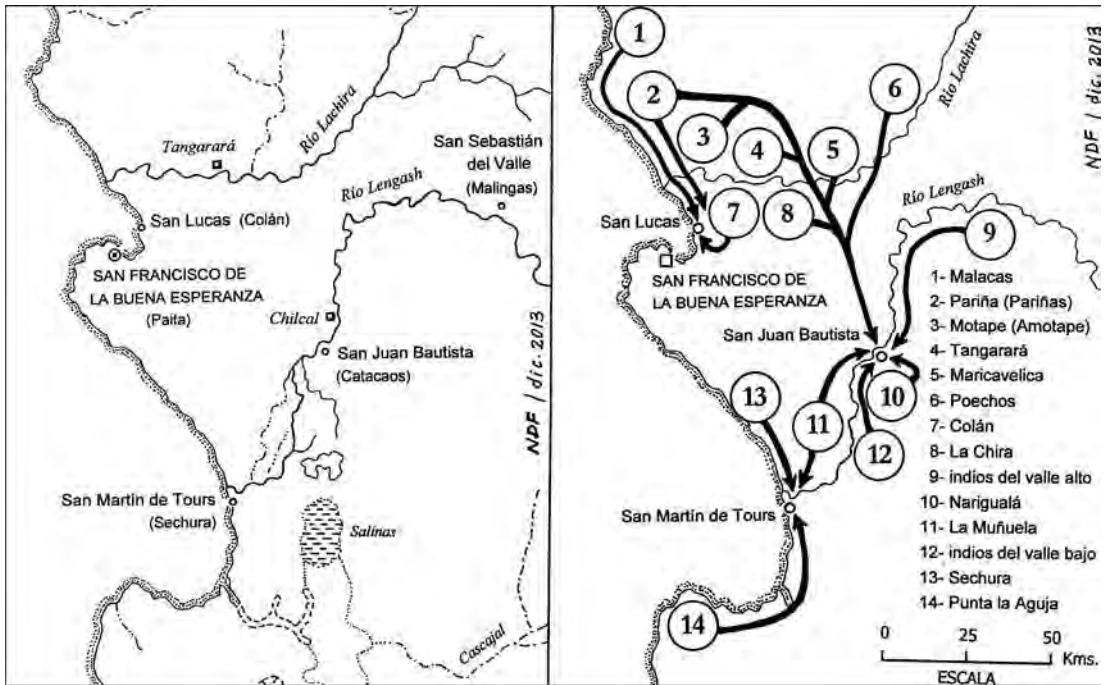 Tangarará
Río Lachira
San Sebastián
del Valle
(Malingas)
Río Lengash
San Lucas (Colán)
SAN FRANCISCO DE
LA BUENA ESPERANZA
(Paita)
Chilcal
San Juan Bautista
(Catacaos)
San Martín de Tours
(Sechura)
Salinas
Cascajal
NDF / dic. 2013
1
2
3
4
5
6
7
8
9
10
11
12
13
14
Río Lachira
Río Lengash
San Lucas
SAN FRANCISCO DE
LA BUENA ESPERANZA
San Juan Bautista
San Martín de Tours
NDF / dic. 2013
1- Malacas
2- Pariña (Pariñas)
3- Motape (Amotape)
4- Tangarará
5- Maricavelica
6- Poechos
7- Colán
8- La Chira
9- indios del valle alto
10- Narigualá
11- La Muñuela
12- indios del valle bajo
13- Sechura
14- Punta la Aguja
0 25 50 Kms.
ESCALA